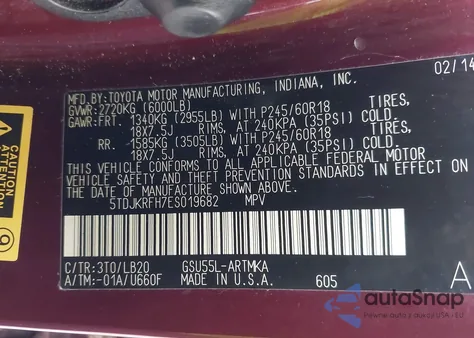 02/14
MFD. BY: TOYOTA MOTOR MANUFACTURING, INDIANA, INC.
GVWR: 2720KG (6000LB)
GAWR: FRT. 1340KG (2955LB) WITH P245/60R18 TIRES,
18X7.5J RIMS, AT 240KPA (35PSI) COLD.
RR. 1585KG (3505LB) WITH P245/60R18 TIRES,
18X7.5J RIMS, AT 240KPA (35PSI) COLD.
THIS VEHICLE CONFORMS TO ALL APPLICABLE FEDERAL MOTOR
VEHICLE SAFETY AND THEFT PREVENTION STANDARDS IN EFFECT ON
THE DATE OF MANUFACTURE SHOWN ABOVE.
5TDJKRFH7ES019682 MPV
C/TR: 3T0/LB20 GSU55L-ARTMKA A
A/TM: -01A/U660F MADE IN U.S.A. 605
CAUTION
ATTENTION
autoSnap